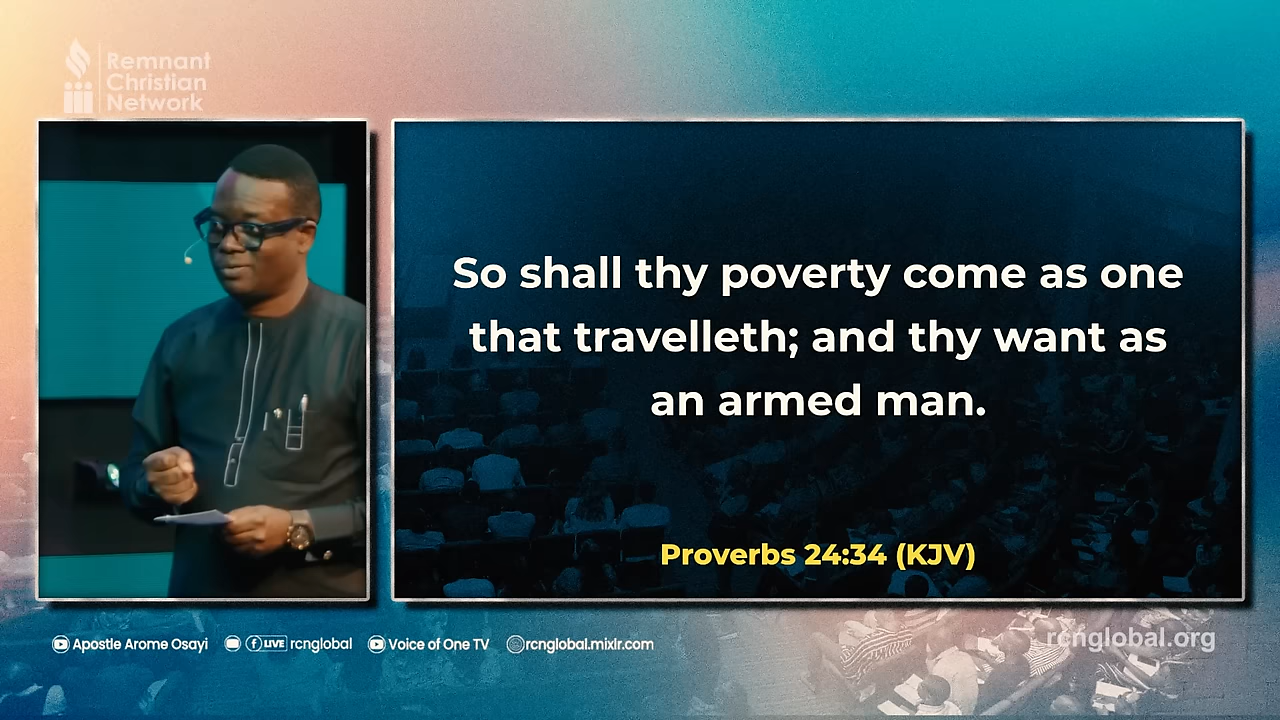 Remnant
Christian
Network
So shall thy poverty come as one
that travelleth; and thy want as
an armed man.
Proverbs 24:34 (KJV)
Apostle Arome Osayi
f LIVE rcnglobal
Voice of One TV
rcnglobal.mixlr.com
rcnglobal.org